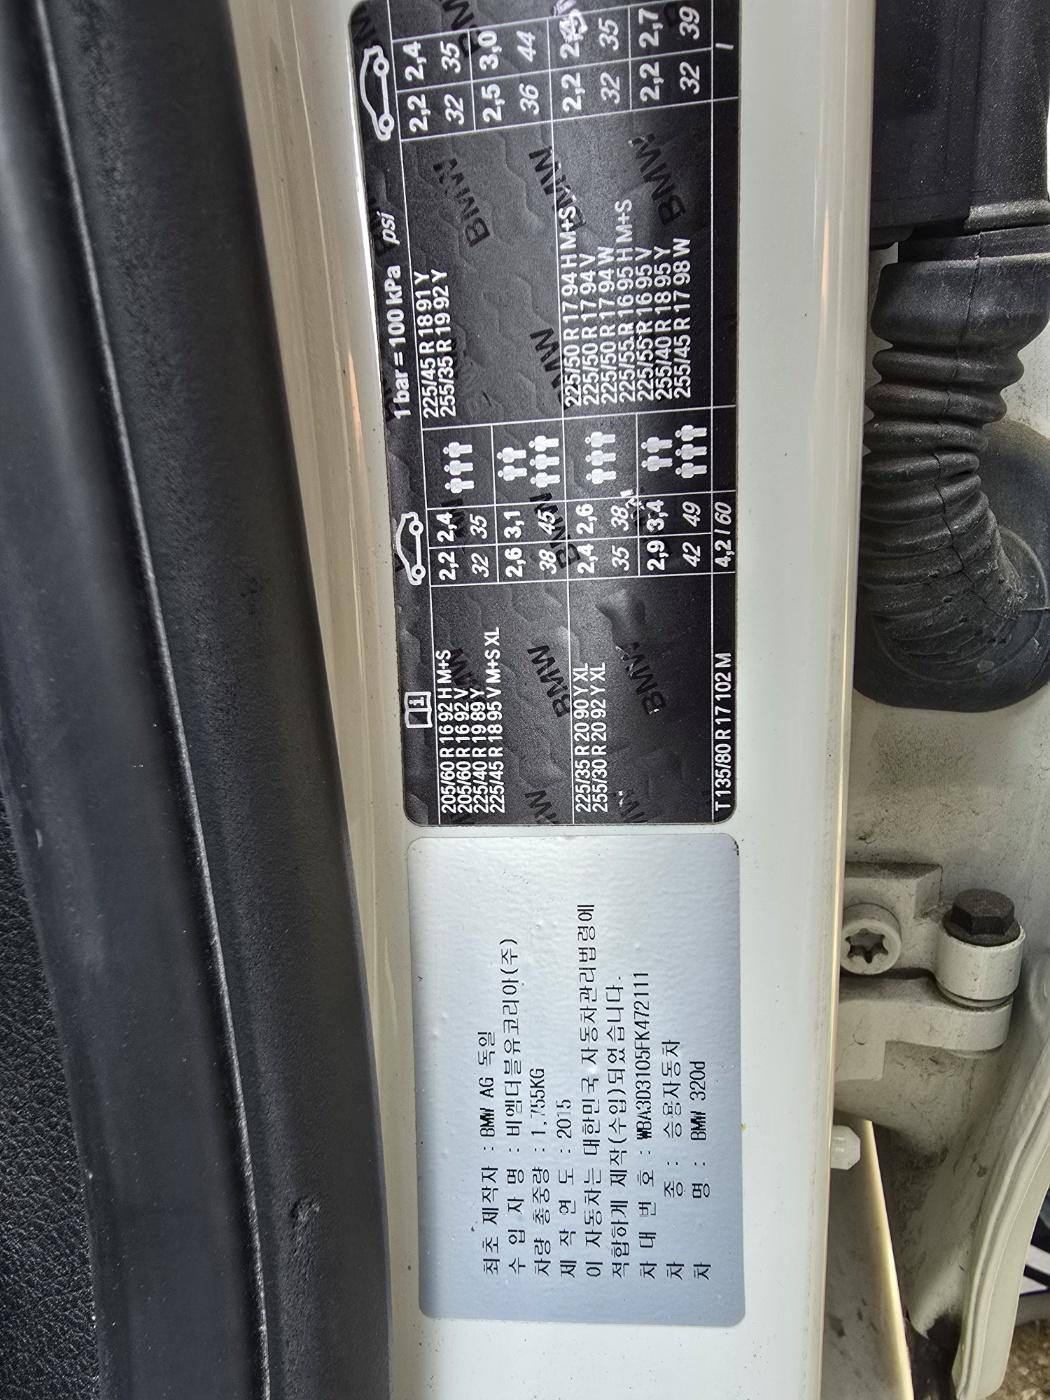 최초 제작자 : BMW AG 독일
수 입 자 명 : 비엠더블유코리아(주)
차량 총중량 : 1,755KG
제 작 연 도 : 2015
이 자동차는 대한민국 자동차관리법령에
적합하게 제작(수입)되었습니다.
차 대 번 호 : WBA3D3105FK472111
차 종 : 승용자동차
차 명 : BMW 320d
1 bar = 100 kPa psi
205/60 R 16 92 H M+S
205/60 R 16 92 V
225/40 R 19 89 Y
225/45 R 18 95 V M+S XL
2,2 2,4
32 35
2,6 3,1
38 45
225/45 R 18 91 Y
255/35 R 19 92 Y
2,2 2,4
32 35
2,5 3,0
36 44
225/35 R 20 90 Y XL
255/30 R 20 92 Y XL
2,4 2,6
35 38
2,9 3,4
42 49
225/50 R 17 94 H M+S
225/50 R 17 94 V
225/50 R 17 94 W
225/55 R 16 95 H M+S
225/55 R 16 95 V
255/40 R 18 95 Y
255/45 R 17 98 W
2,2 2,4
32 35
2,2 2,7
32 39
T 135/80 R 17 102 M
4,2 / 60
/